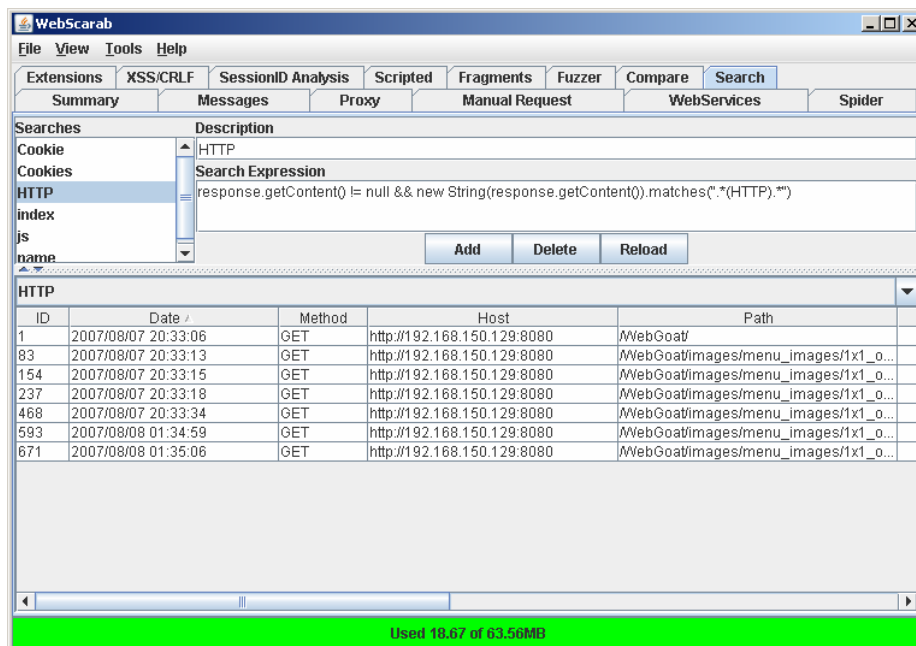 WebScarab
File View Tools Help
Extensions XSS/CRLF SessionID Analysis Scripted Fragments Fuzzer Compare Search
Summary Messages Proxy Manual Request WebServices Spider
Searches Description
Cookie HTTP
Cookies Search Expression
HTTP response.getContent() != null && new String(response.getContent()).matches(".*(HTTP).*")
index
js
name Add Delete Reload
HTTP
ID Date Method Host Path
1 2007/08/07 20:33:06 GET http://192.168.150.129:8080 /WebGoat/
83 2007/08/07 20:33:13 GET http://192.168.150.129:8080 /WebGoat/images/menu_images/1x1_o...
154 2007/08/07 20:33:15 GET http://192.168.150.129:8080 /WebGoat/images/menu_images/1x1_o...
237 2007/08/07 20:33:18 GET http://192.168.150.129:8080 /WebGoat/images/menu_images/1x1_o...
468 2007/08/07 20:33:34 GET http://192.168.150.129:8080 /WebGoat/images/menu_images/1x1_o...
593 2007/08/08 01:34:59 GET http://192.168.150.129:8080 /WebGoat/images/menu_images/1x1_o...
671 2007/08/08 01:35:06 GET http://192.168.150.129:8080 /WebGoat/images/menu_images/1x1_o...
Used 18.67 of 63.56MB